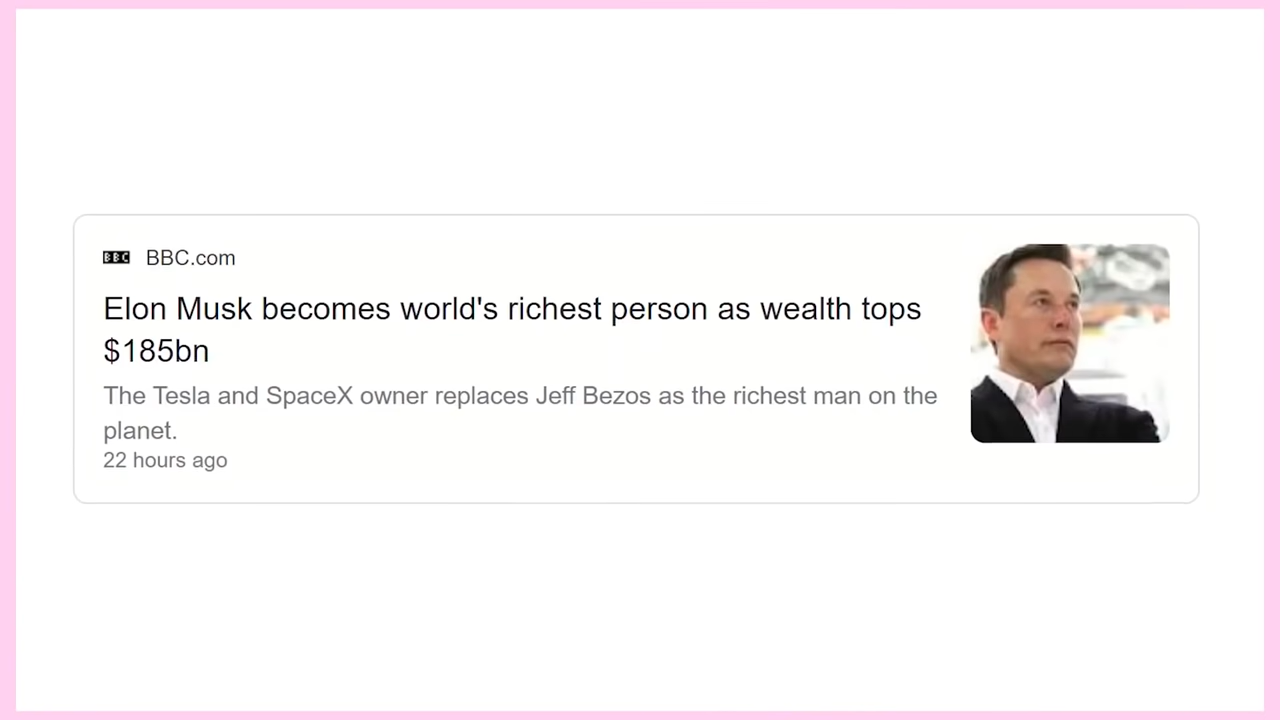 BBC BBC.com
Elon Musk becomes world's richest person as wealth tops
$185bn
The Tesla and SpaceX owner replaces Jeff Bezos as the richest man on the
planet.
22 hours ago